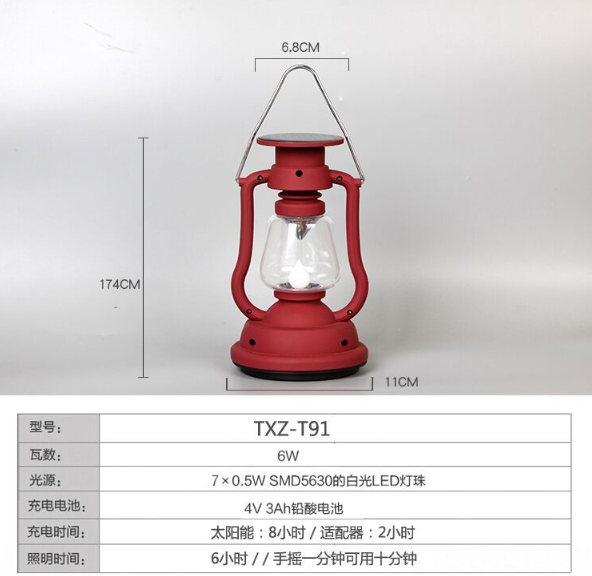 6.8CM
174CM
11CM
型号： TXZ-T91
瓦数： 6W
光源： 7×0.5W SMD5630的白光LED灯珠
充电电池： 4V 3Ah铅酸电池
充电时间： 太阳能：8小时 / 适配器：2小时
照明时间： 6小时 / / 手摇一分钟可用十分钟